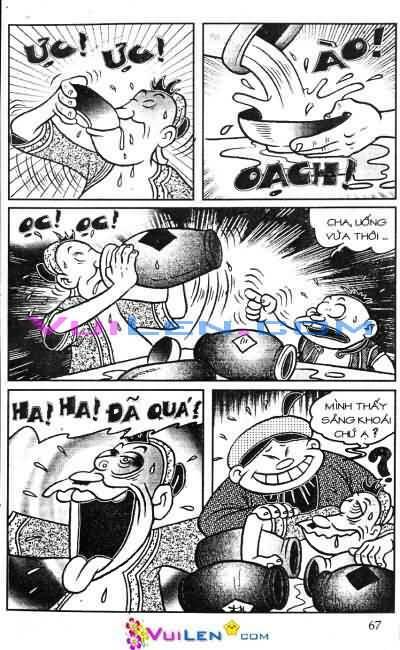 ỰC! ỰC!
ÀO!
OẠCH!
ỌC! ỌC!
CHA, UỐNG
VỪA THÔI...
VUILEN.COM
HA! HA! ĐÃ QUÁ!
MÌNH THẤY
SẢNG KHOÁI
CHỨ Ạ?
?
67
VUILEN.COM